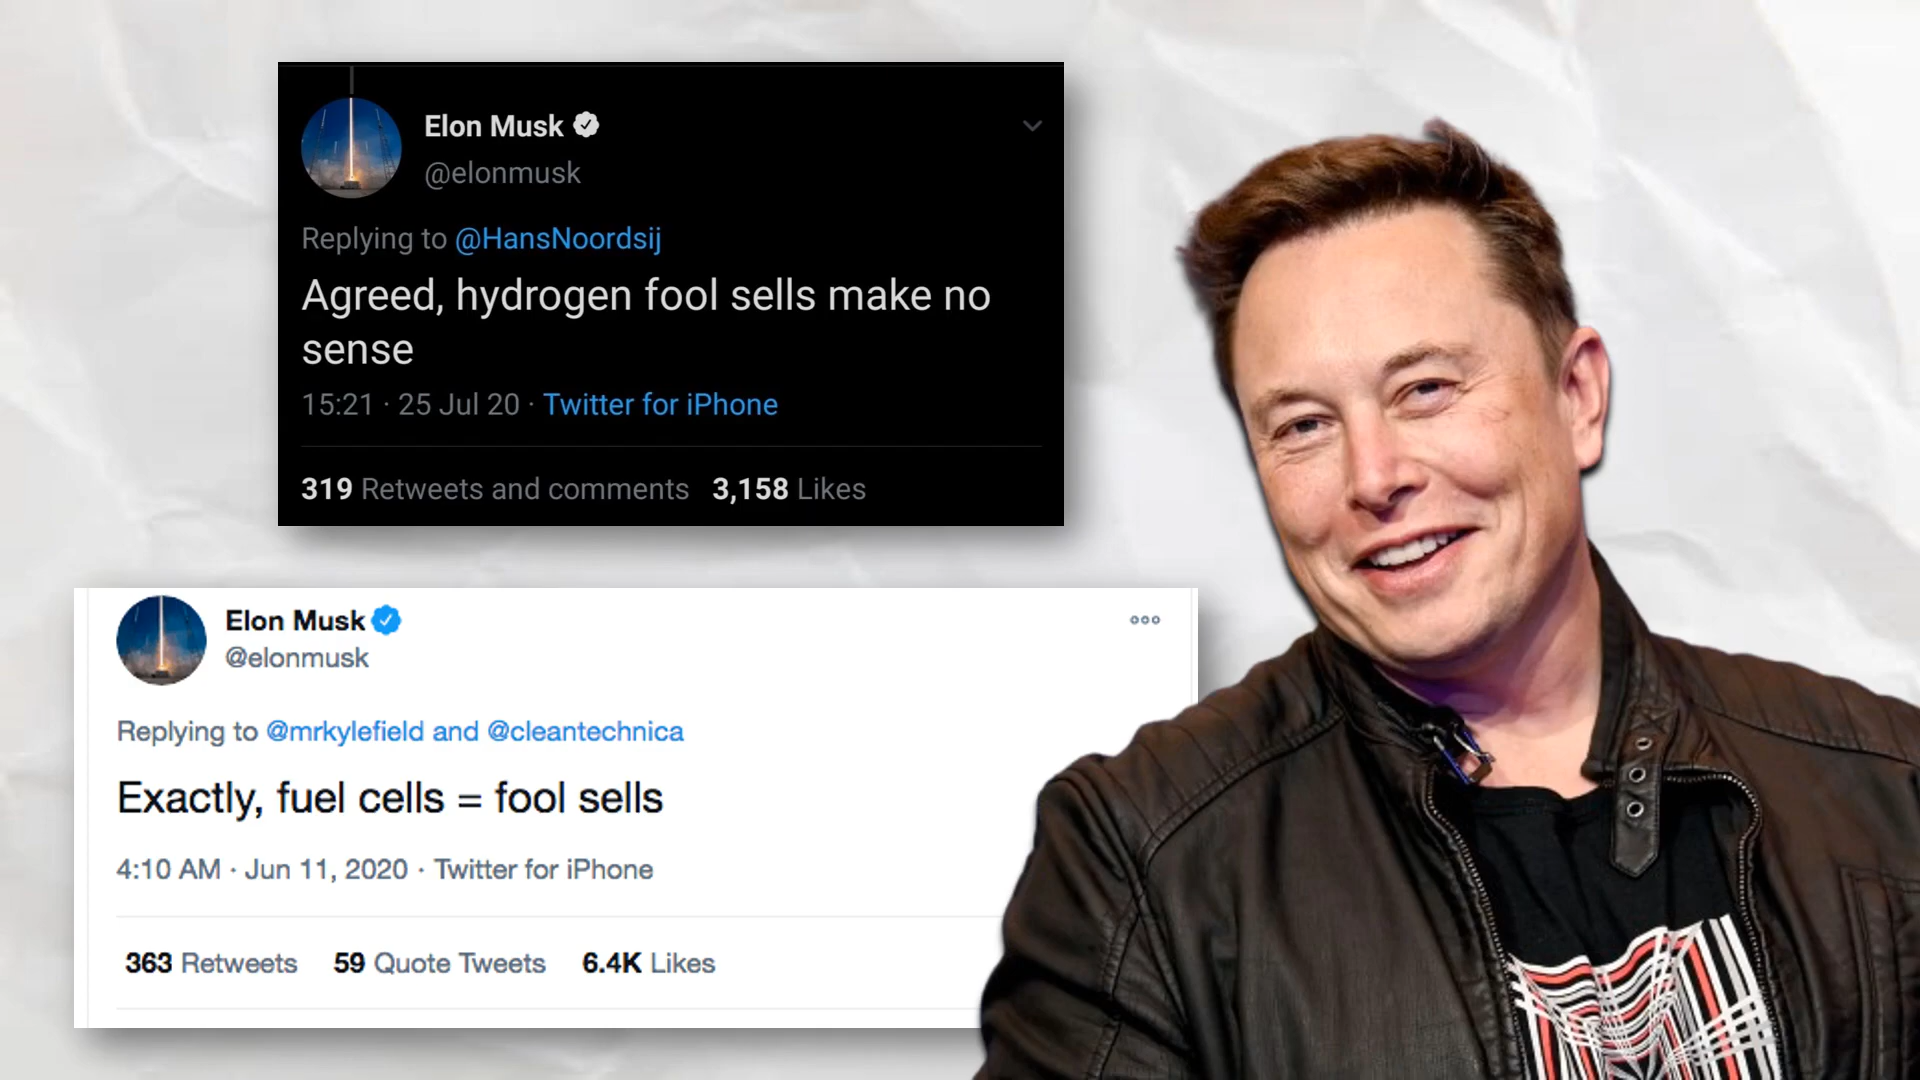 Elon Musk
@elonmusk
Replying to @HansNoordsij
Agreed, hydrogen fool sells make no
sense
15:21 · 25 Jul 20 · Twitter for iPhone
319 Retweets and comments 3,158 Likes
Elon Musk
@elonmusk
Replying to @mrkylefield and @cleantechnica
Exactly, fuel cells = fool sells
4:10 AM · Jun 11, 2020 · Twitter for iPhone
363 Retweets 59 Quote Tweets 6.4K Likes